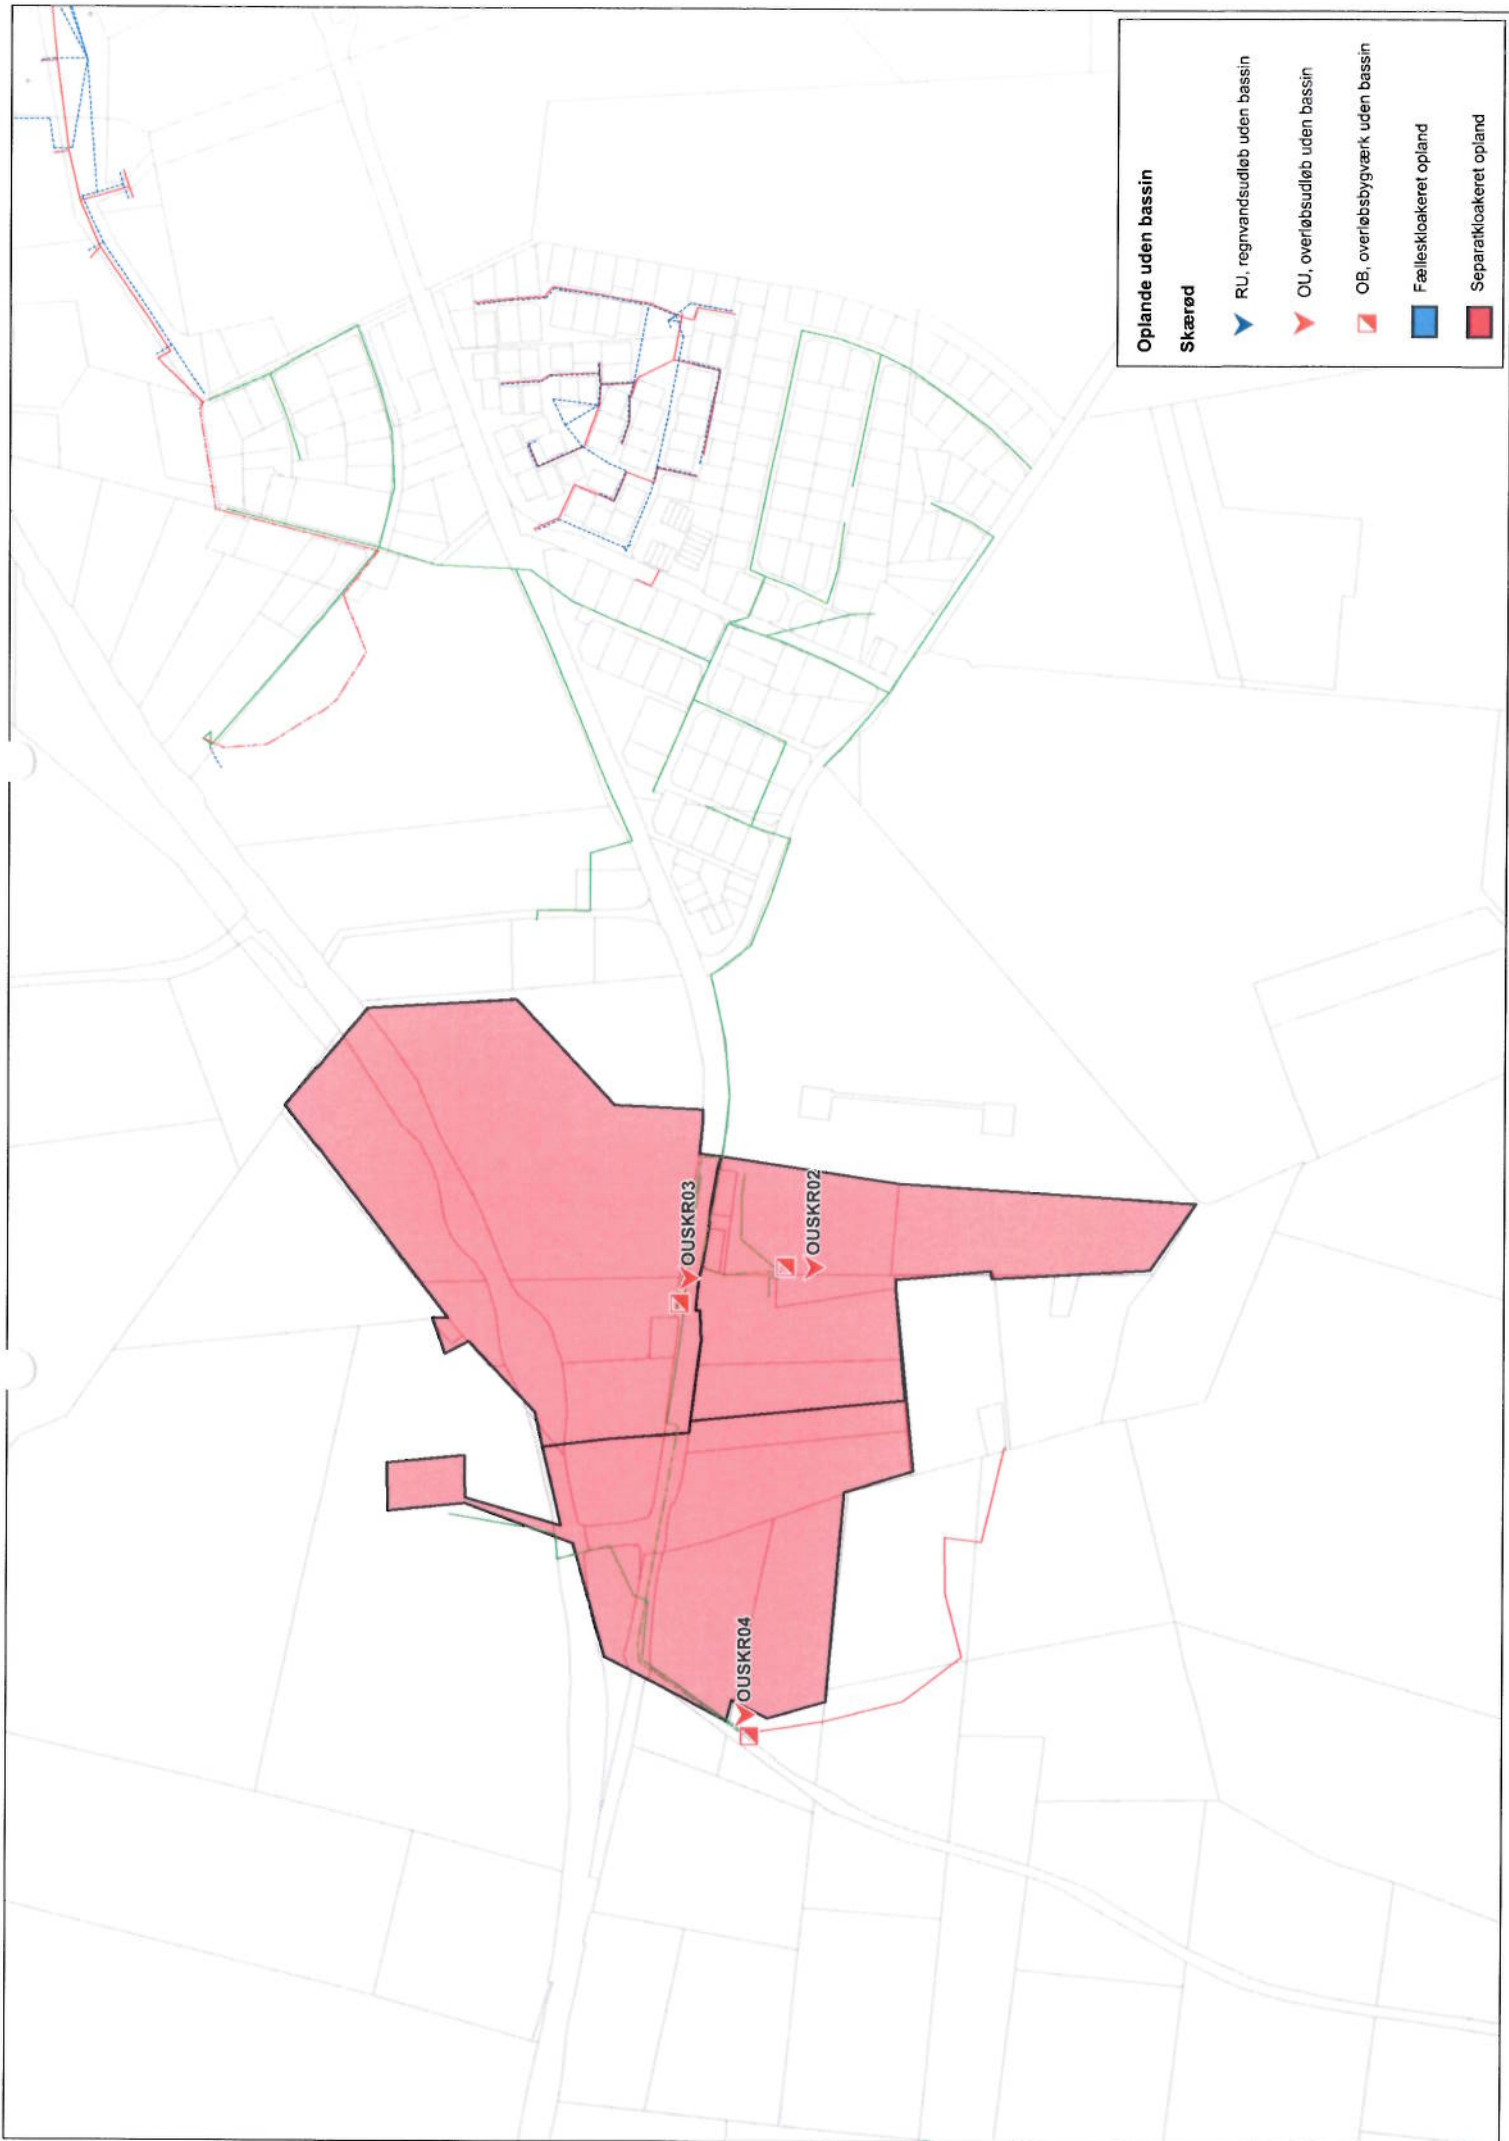 OUSKR03
OUSKR02
OUSKR04
Oplande uden bassin
Skærød
RU, regnvandsudløb uden bassin
OU, overløbsudløb uden bassin
OB, overløbsbygværk uden bassin
Fælleskloakeret opland
Separatkloakeret opland